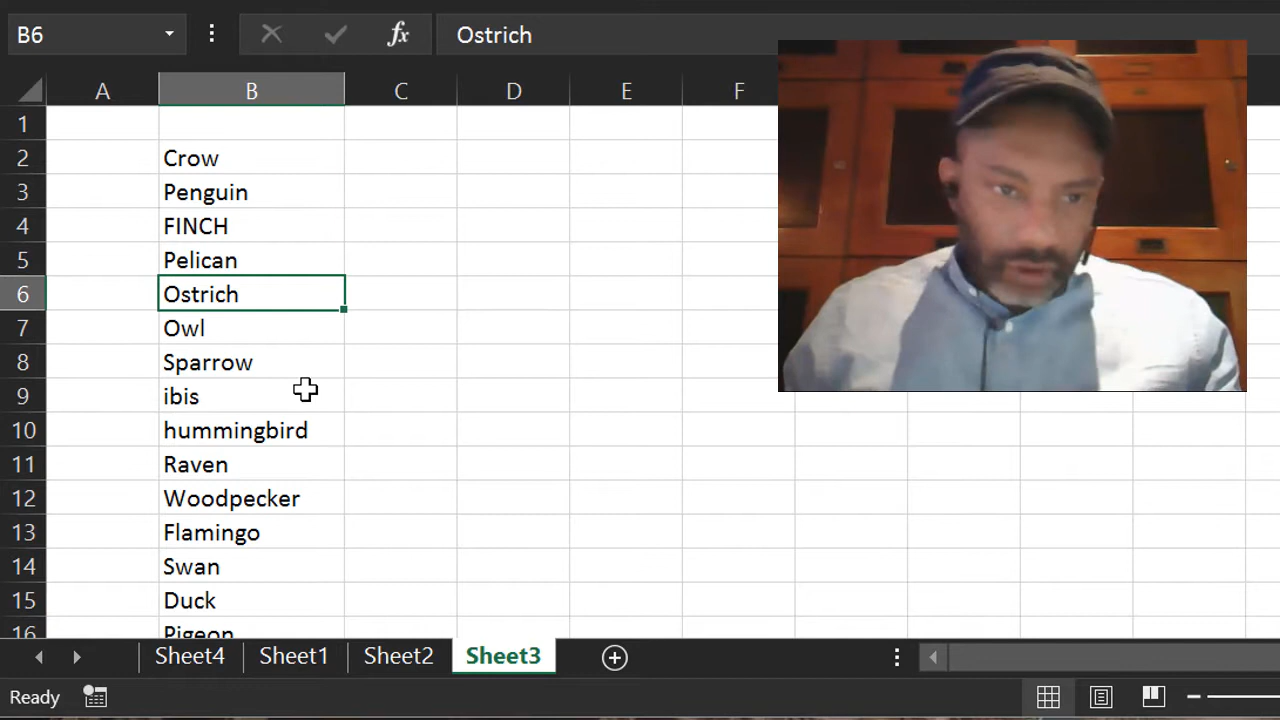 B6 fx Ostrich
A B C D E F
1
2 Crow
3 Penguin
4 FINCH
5 Pelican
6 Ostrich
7 Owl
8 Sparrow
9 ibis
10 hummingbird
11 Raven
12 Woodpecker
13 Flamingo
14 Swan
15 Duck
16 Pigeon
Sheet4 Sheet1 Sheet2 Sheet3
Ready